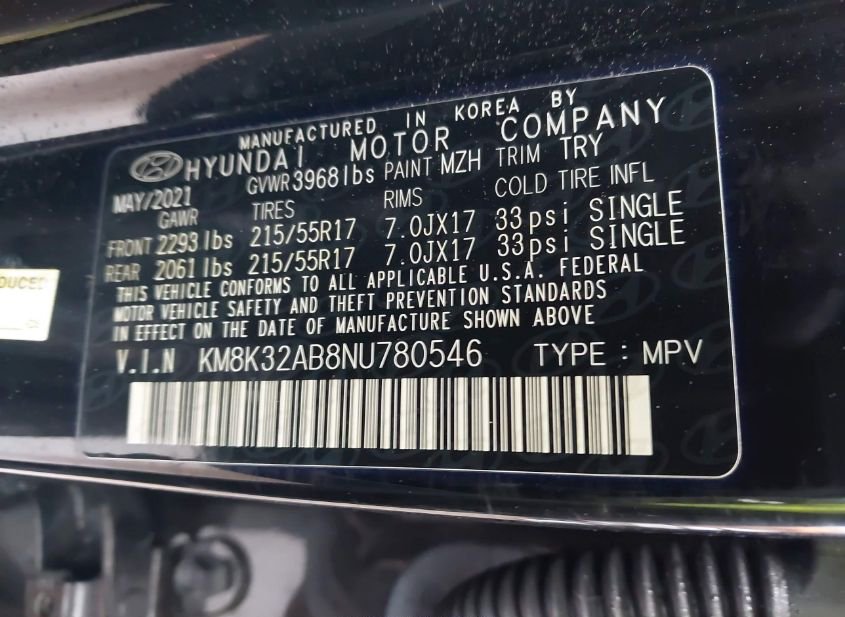 MANUFACTURED IN KOREA BY
HYUNDAI MOTOR COMPANY
MAY/2021 GVWR 3968 lbs PAINT MZH TRIM TRY
GAWR TIRES RIMS COLD TIRE INFL
FRONT 2293 lbs 215/55R17 7.0JX17 33psi SINGLE
REAR 2061 lbs 215/55R17 7.0JX17 33psi SINGLE
THIS VEHICLE CONFORMS TO ALL APPLICABLE U.S.A. FEDERAL
MOTOR VEHICLE SAFETY AND THEFT PREVENTION STANDARDS
IN EFFECT ON THE DATE OF MANUFACTURE SHOWN ABOVE
V.I.N KM8K32AB8NU780546 TYPE : MPV